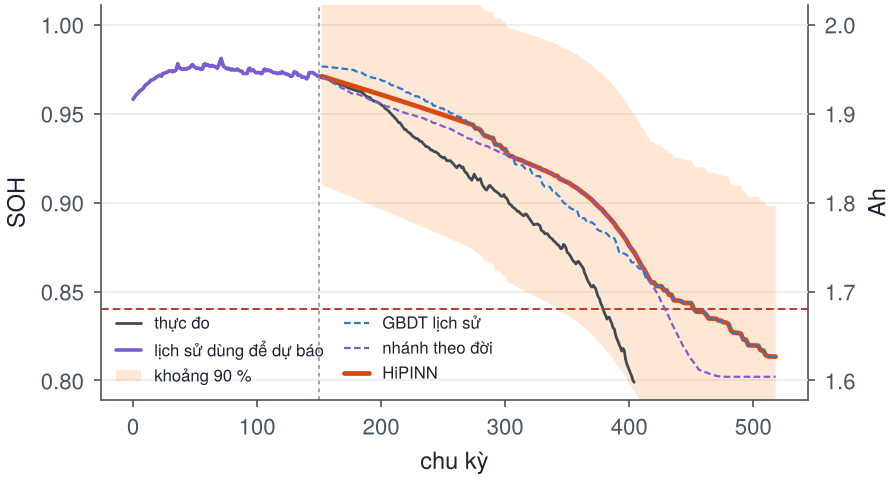 1.00
0.95
0.90
0.85
0.80
SOH
2.0
1.9
1.8
1.7
1.6
Ah
thực đo
lịch sử dùng để dự báo
khoảng 90 %
GBDT lịch sử
nhánh theo đời
HiPINN
0
100
200
300
400
500
chu kỳ